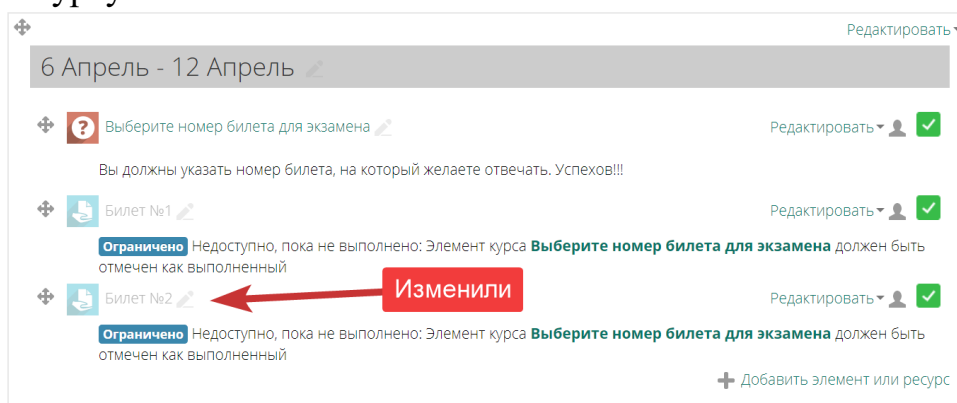 Редактировать
6 Апрель - 12 Апрель
Выберите номер билета для экзамена
Редактировать
Вы должны указать номер билета, на который желаете отвечать. Успехов!!!
Билет №1
Редактировать
Ограничено Недоступно, пока не выполнено: Элемент курса Выберите номер билета для экзамена должен быть
отмечен как выполненный
Изменили
Билет №2
Редактировать
Ограничено Недоступно, пока не выполнено: Элемент курса Выберите номер билета для экзамена должен быть
отмечен как выполненный
Добавить элемент или ресурс